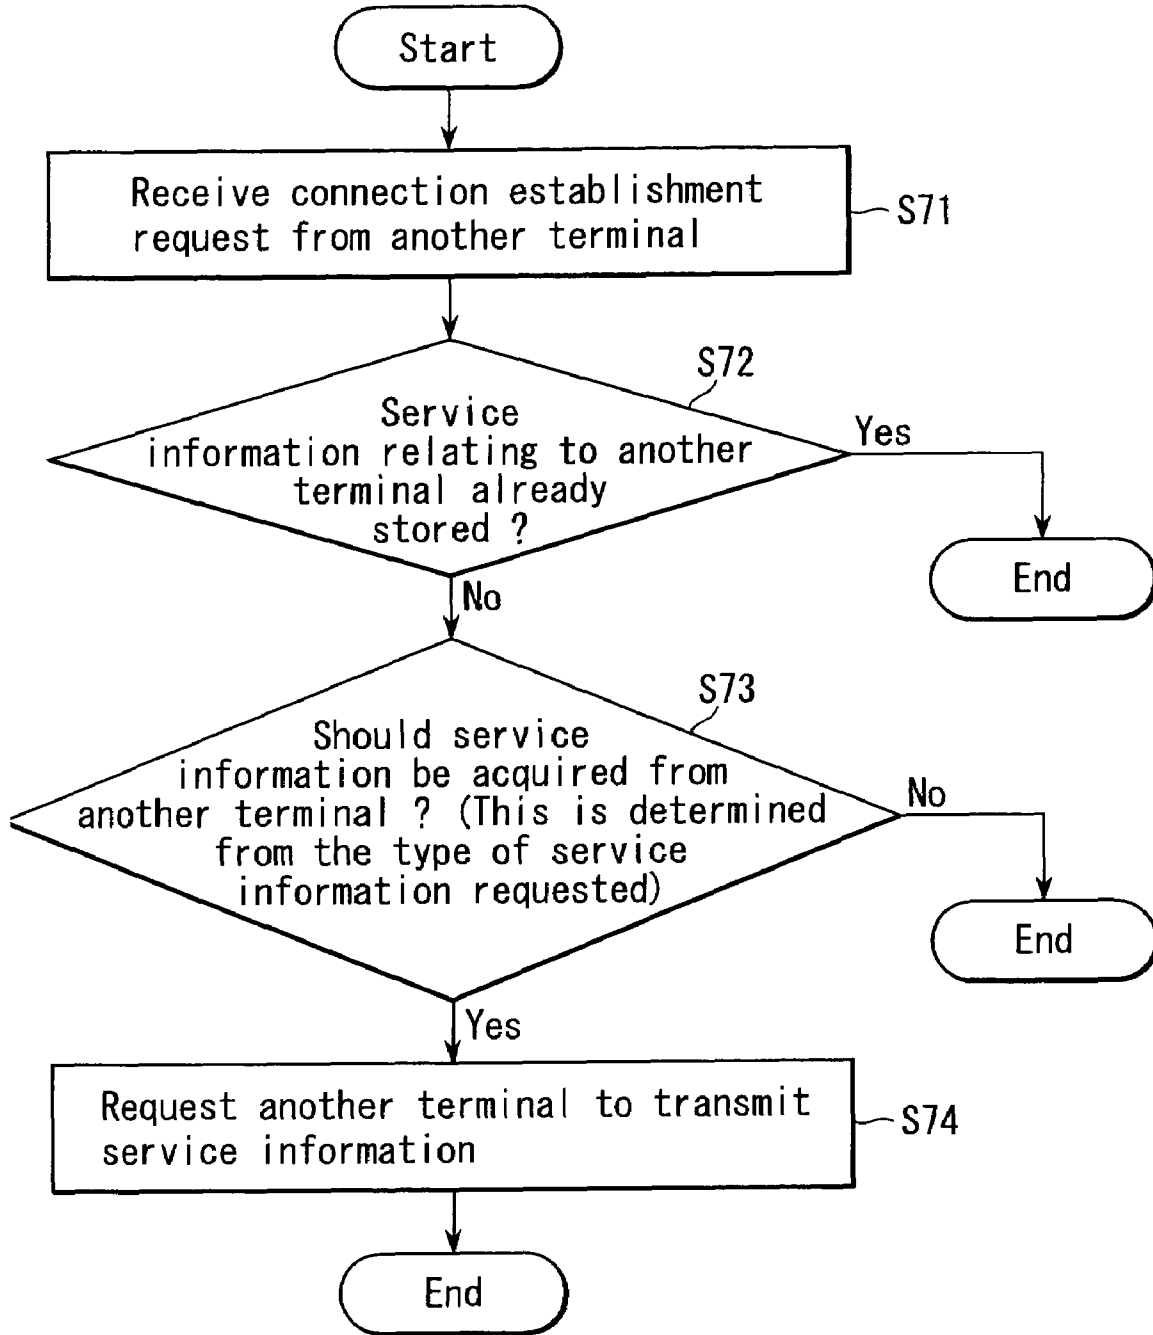 Start
Receive connection establishment
request from another terminal
S71
S72
Service
information relating to another
terminal already
stored ?
Yes
End
No
S73
Should service
information be acquired from
another terminal ? (This is determined
from the type of service
information requested)
No
End
Yes
Request another terminal to transmit
service information
S74
End